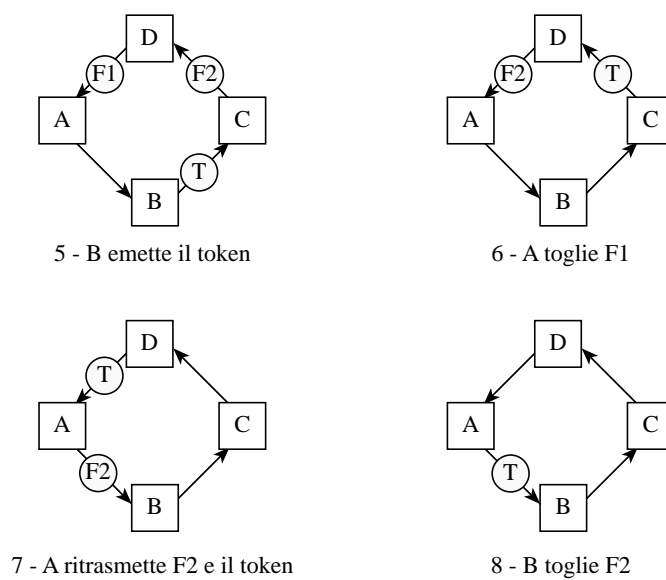 D
D
F1
F2
F2
T
A
C
A
C
T
B
B
5 - B emette il token
6 - A toglie F1
D
D
T
A
C
A
C
F2
T
B
B
7 - A ritrasmette F2 e il token
8 - B toglie F2